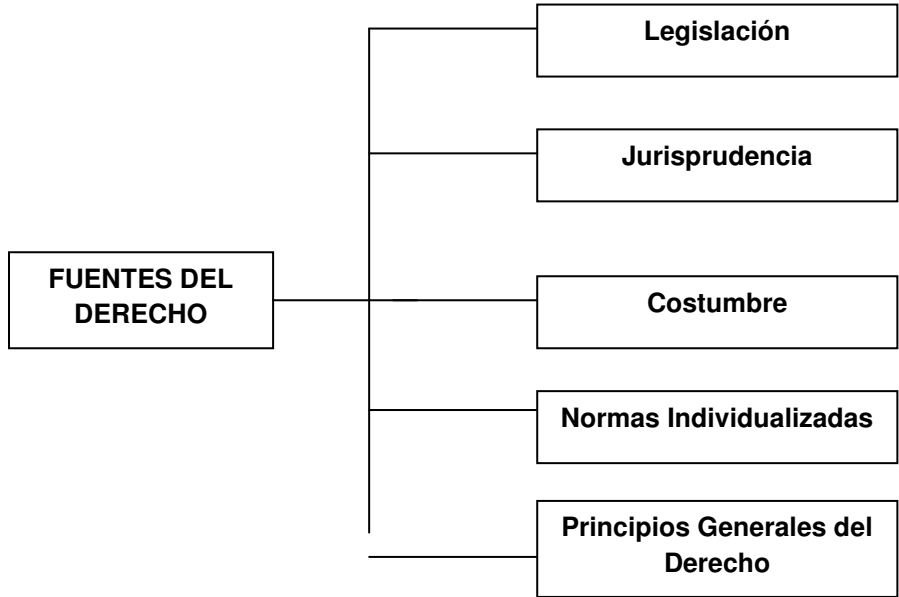 Legislación
Jurisprudencia
FUENTES DEL
DERECHO
Costumbre
Normas Individualizadas
Principios Generales del
Derecho